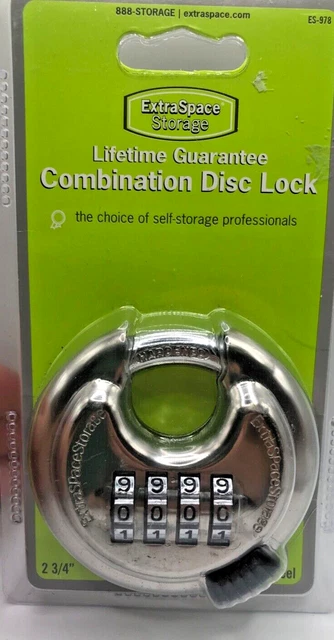 888-STORAGE | extraspace.com
ES-978
ExtraSpace
Storage
Lifetime Guarantee
Combination Disc Lock
the choice of self-storage professionals
HARDENED
ExtraSpaceStorage
ExtraSpaceStorage
9 9 9 9
0 0 0 0
1 1 1 1
2 3/4"